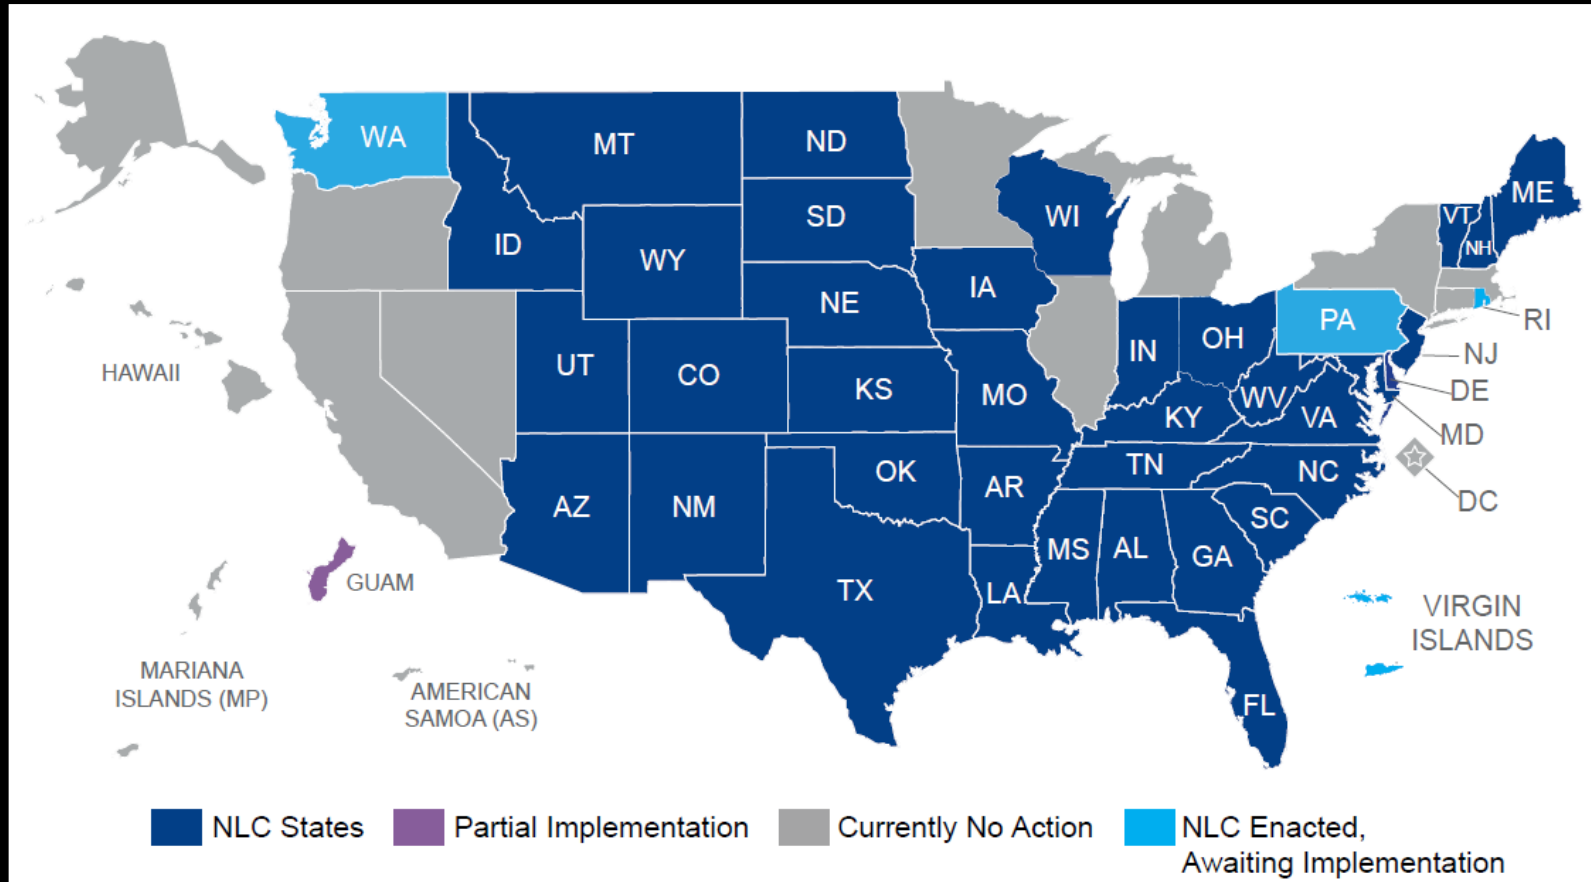 WA
MT
ND
ME
VT
NH
SD
WI
ID
WY
IA
NE
PA
RI
OH
IN
NJ
UT
CO
HAWAII
KS
MO
WV
DE
KY
VA
MD
TN
NC
OK
AR
DC
AZ
NM
SC
MS
AL
GA
GUAM
TX
LA
VIRGIN
ISLANDS
MARIANA
ISLANDS (MP)
AMERICAN
SAMOA (AS)
FL
NLC States
Partial Implementation
Currently No Action
NLC Enacted,
Awaiting Implementation